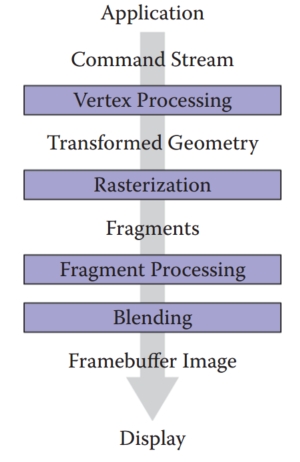 Application
Command Stream
Vertex Processing
Transformed Geometry
Rasterization
Fragments
Fragment Processing
Blending
Framebuffer Image
Display